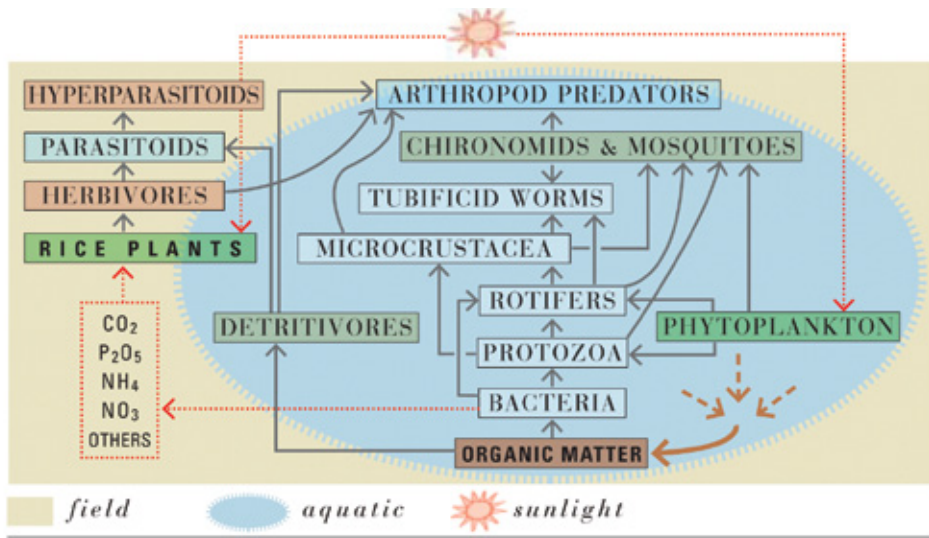 HYPERPARASITOIDS
ARTHROPOD PREDATORS
PARASITOIDS
CHIRONOMIDS & MOSQUITOES
HERBIVORES
TUBIFICID WORMS
RICE PLANTS
MICROCRUSTACEA
ROTIFERS
CO₂
P₂O₅
NH₄
NO₃
OTHERS
DETRITIVORES
PHYTOPLANKTON
PROTOZOA
BACTERIA
ORGANIC MATTER
field
aquatic
sunlight